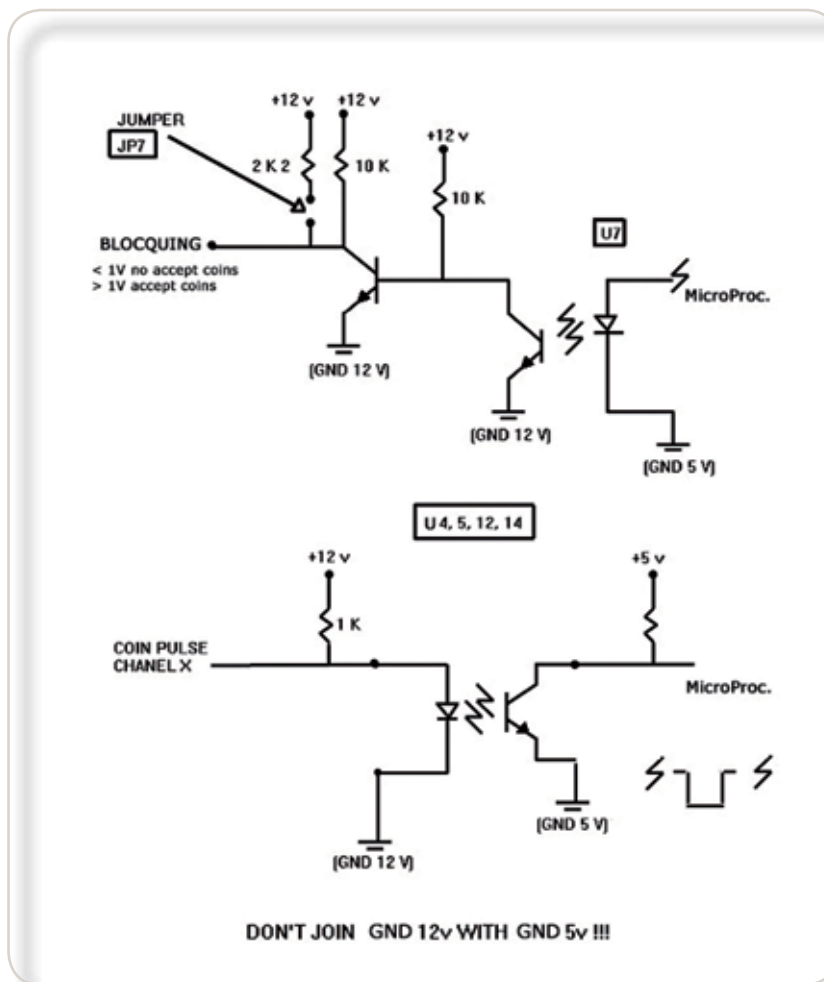 +12 v
+12 v
JUMPER
JP7
+12 v
2 K 2
10 K
10 K
U7
BLOCQUING
< 1V no accept coins
> 1V accept coins
MicroProc.
(GND 12 V)
(GND 12 V)
(GND 5 V)
U 4, 5, 12, 14
+12 v
+5 v
1 K
COIN PULSE
CHANEL X
MicroProc.
(GND 5 V)
(GND 12 V)
DON'T JOIN GND 12v WITH GND 5v !!!